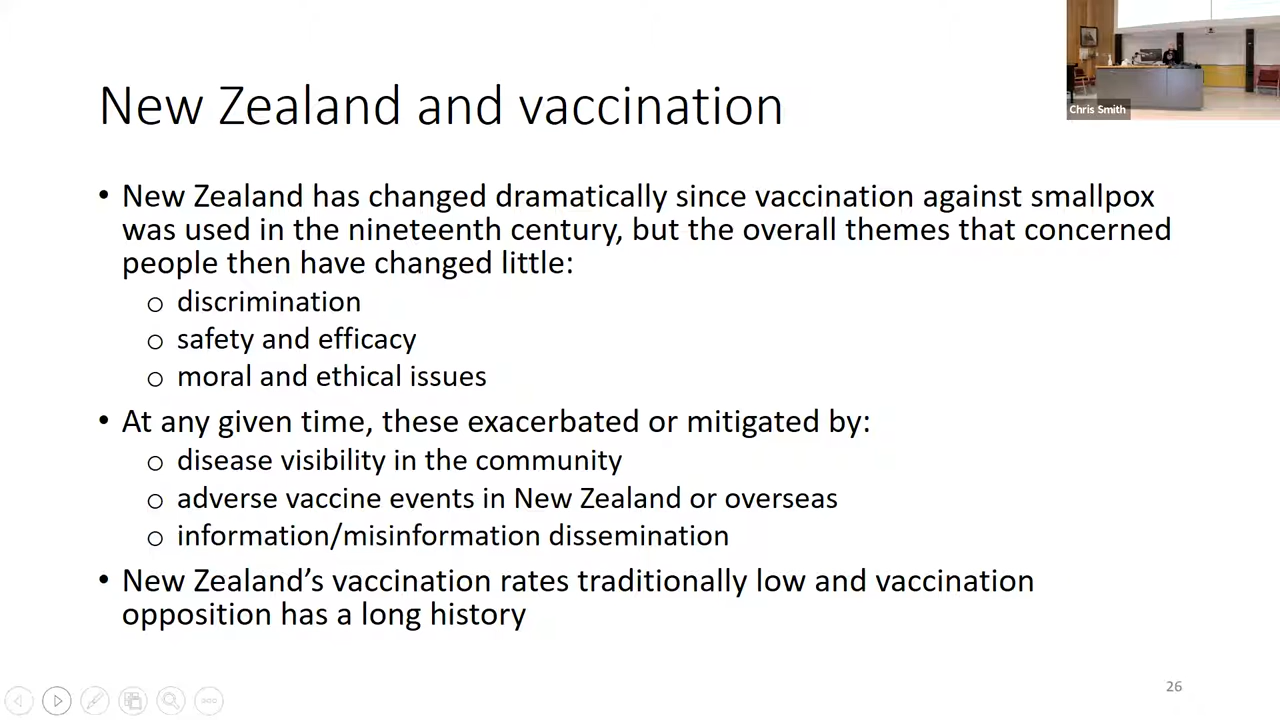 New Zealand and vaccination
Chris Smith
• New Zealand has changed dramatically since vaccination against smallpox
was used in the nineteenth century, but the overall themes that concerned
people then have changed little:
o discrimination
o safety and efficacy
o moral and ethical issues
• At any given time, these exacerbated or mitigated by:
o disease visibility in the community
o adverse vaccine events in New Zealand or overseas
o information/misinformation dissemination
• New Zealand’s vaccination rates traditionally low and vaccination
opposition has a long history
26